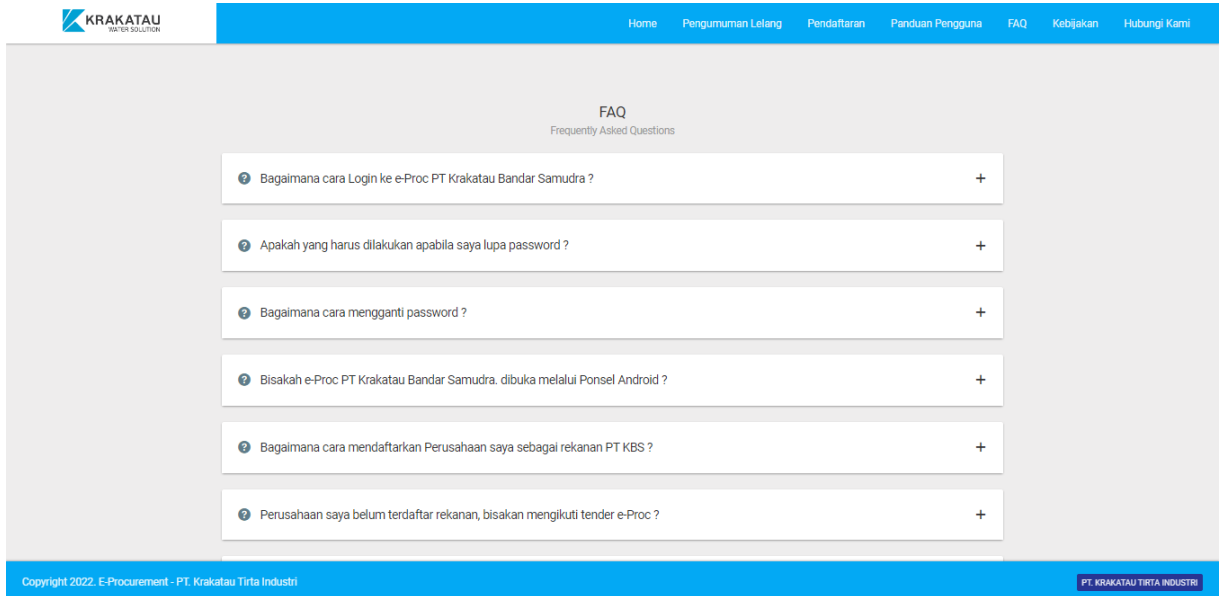 KRAKATAU
WATER SOLUTION
Home Pengumuman Lelang Pendaftaran Panduan Pengguna FAQ Kebijakan Hubungi Kami
FAQ
Frequently Asked Questions
Bagaimana cara Login ke e-Proc PT Krakatau Bandar Samudra ?
Apakah yang harus dilakukan apabila saya lupa password ?
Bagaimana cara mengganti password ?
Bisakah e-Proc PT Krakatau Bandar Samudra. dibuka melalui Ponsel Android ?
Bagaimana cara mendaftarkan Perusahaan saya sebagai rekanan PT KBS ?
Perusahaan saya belum terdaftar rekanan, bisakan mengikuti tender e-Proc ?
Copyright 2022. E-Procurement - PT. Krakatau Tirta Industri
PT. KRAKATAU TIRTA INDUSTRI